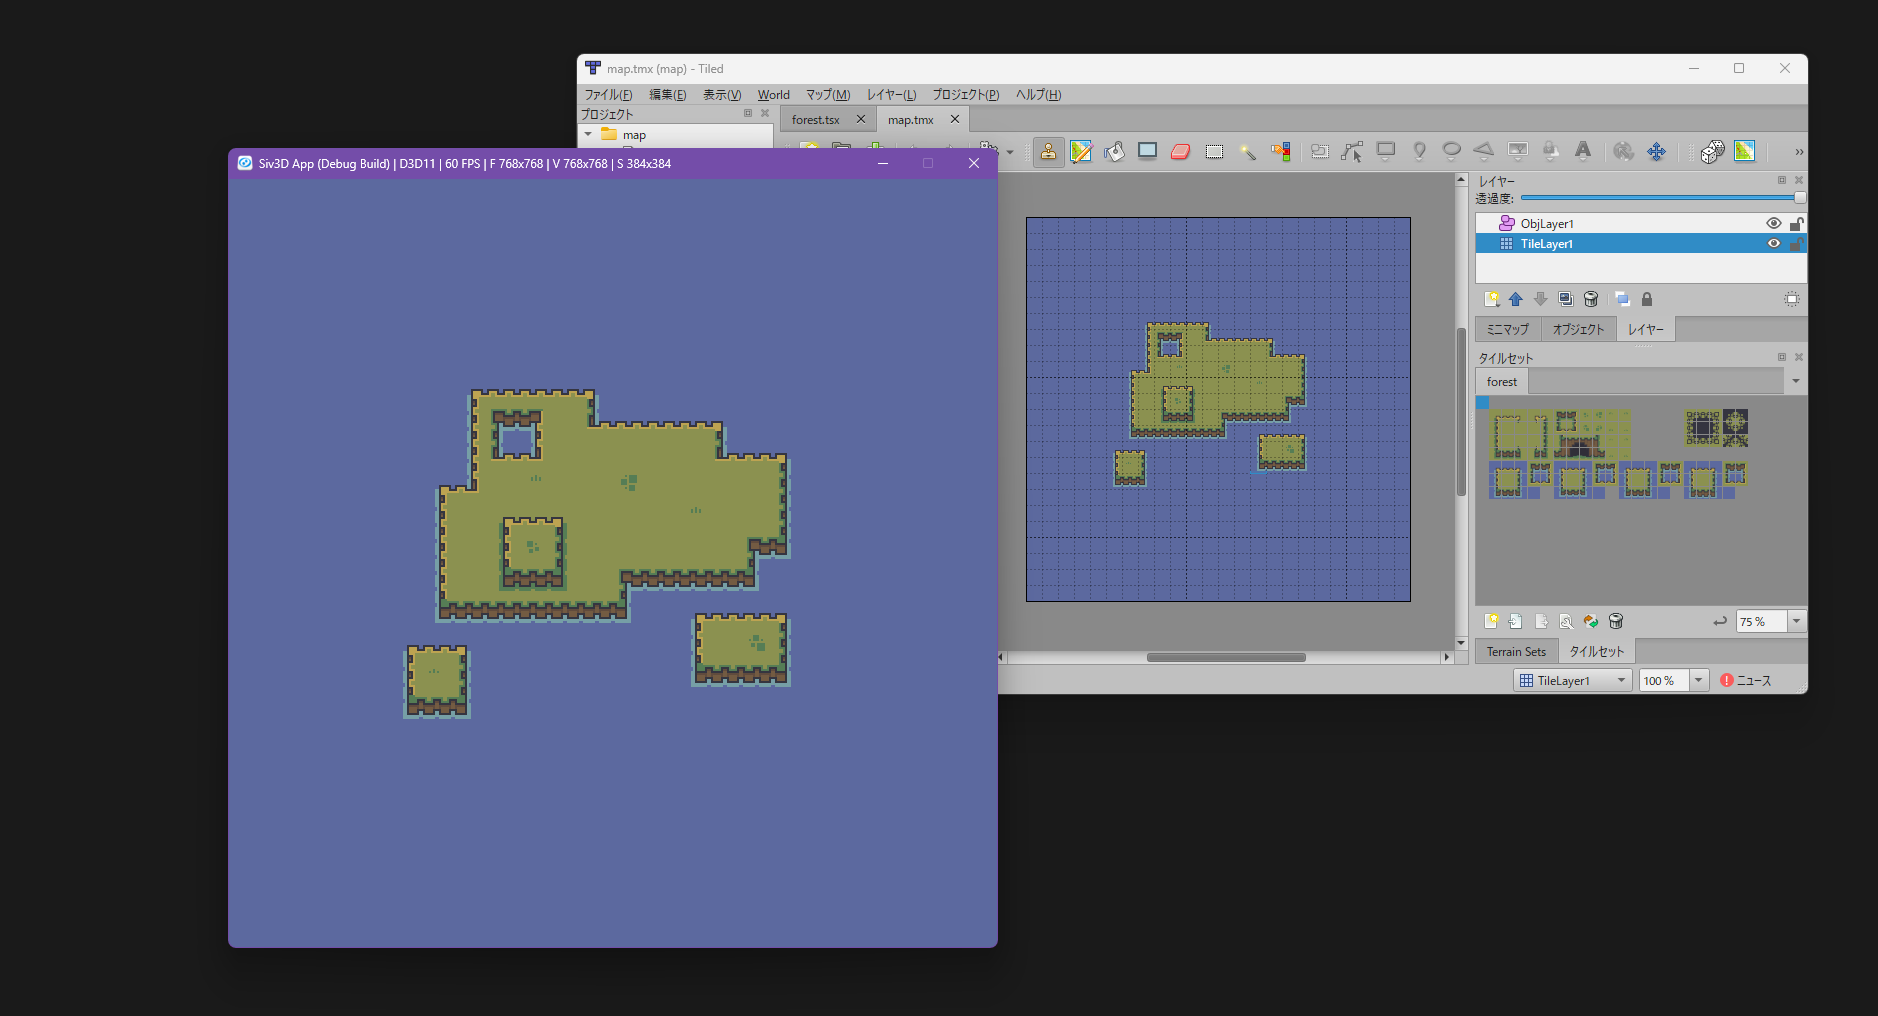 map.tmx (map) - Tiled
ファイル(F) 編集(E) 表示(V) World マップ(M) レイヤー(L) プロジェクト(P) ヘルプ(H)
プロジェクト
forest.tsx
map.tmx
map
Siv3D App (Debug Build) | D3D11 | 60 FPS | F 768x768 | V 768x768 | S 384x384
レイヤー
透過度:
ObjLayer1
TileLayer1
ミニマップ オブジェクト レイヤー
タイルセット
forest
75 %
Terrain Sets タイルセット
TileLayer1 100 % ニュース